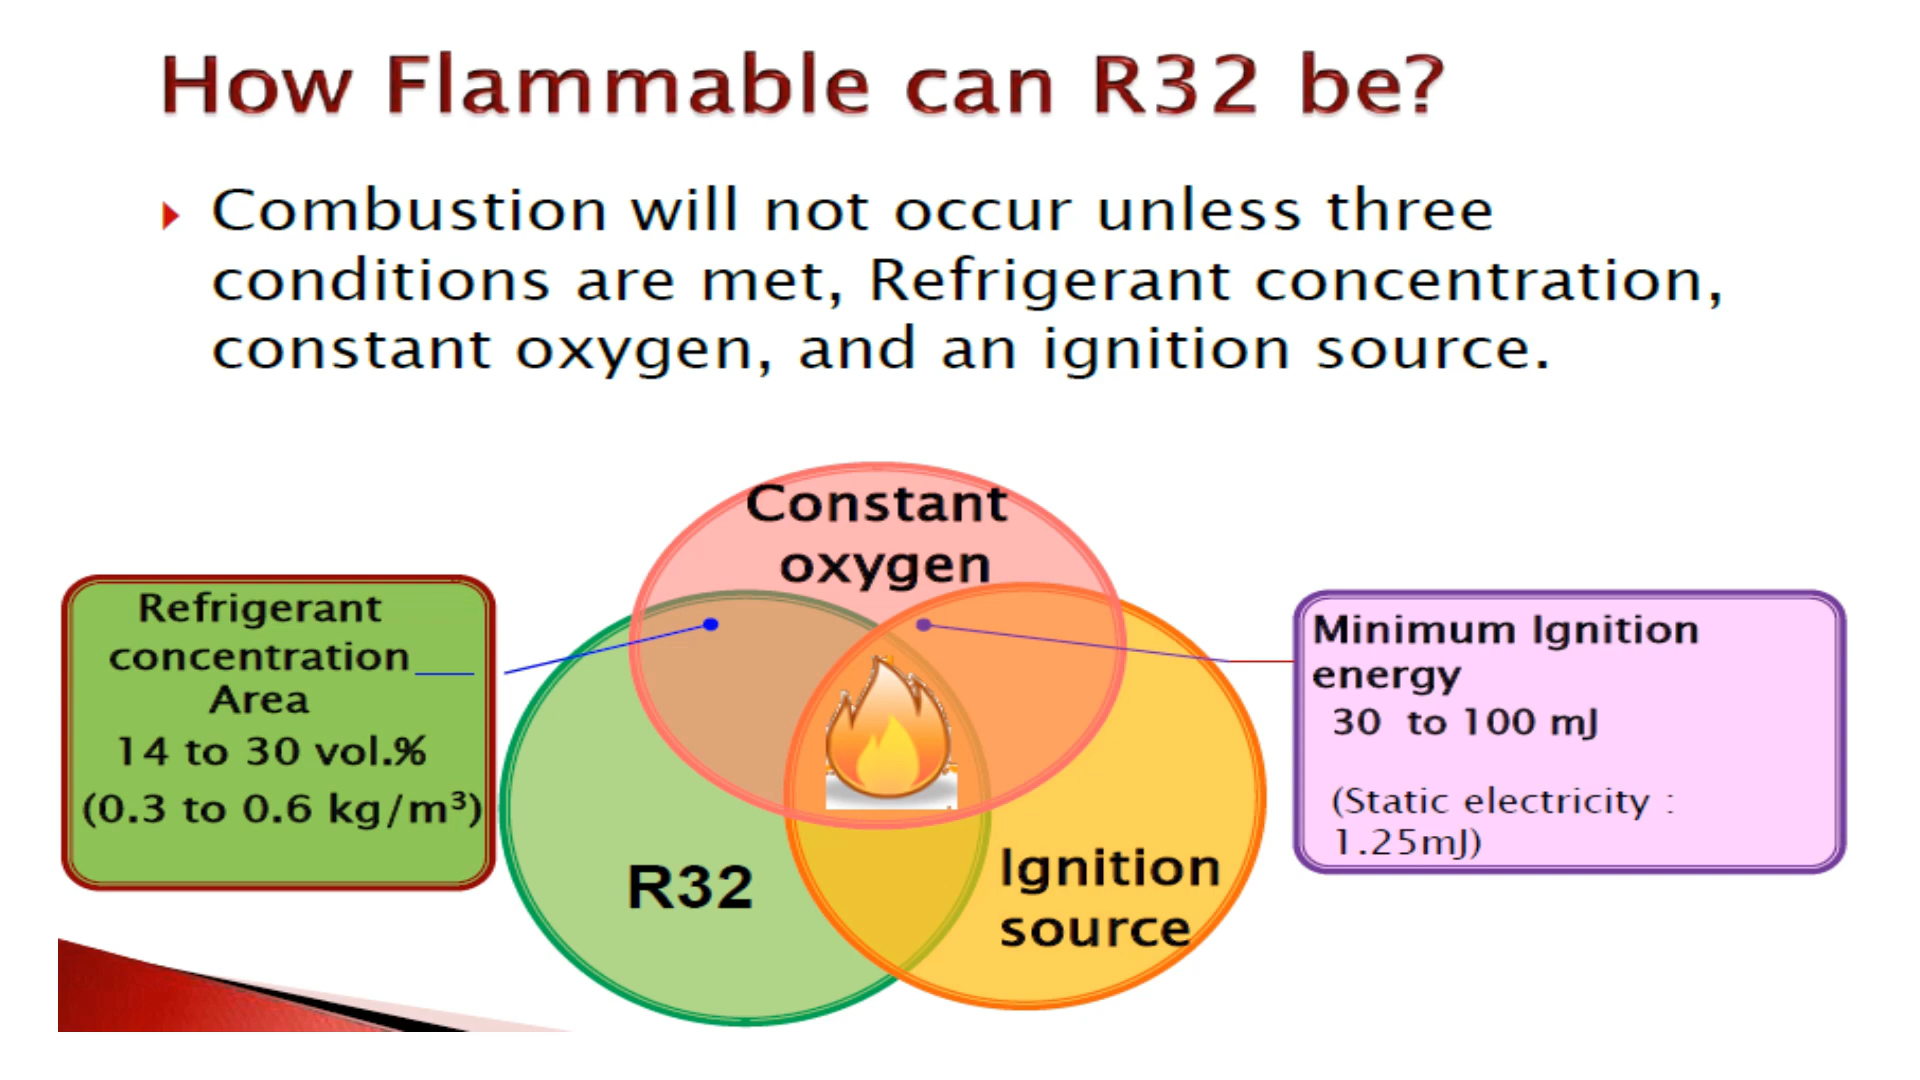 How Flammable can R32 be?
Combustion will not occur unless three
conditions are met, Refrigerant concentration,
constant oxygen, and an ignition source.
Constant
oxygen
Refrigerant
concentration
Area
14 to 30 vol.%
(0.3 to 0.6 kg/m³)
Minimum Ignition
energy
30 to 100 mJ
(Static electricity :
1.25mJ)
R32
Ignition
source